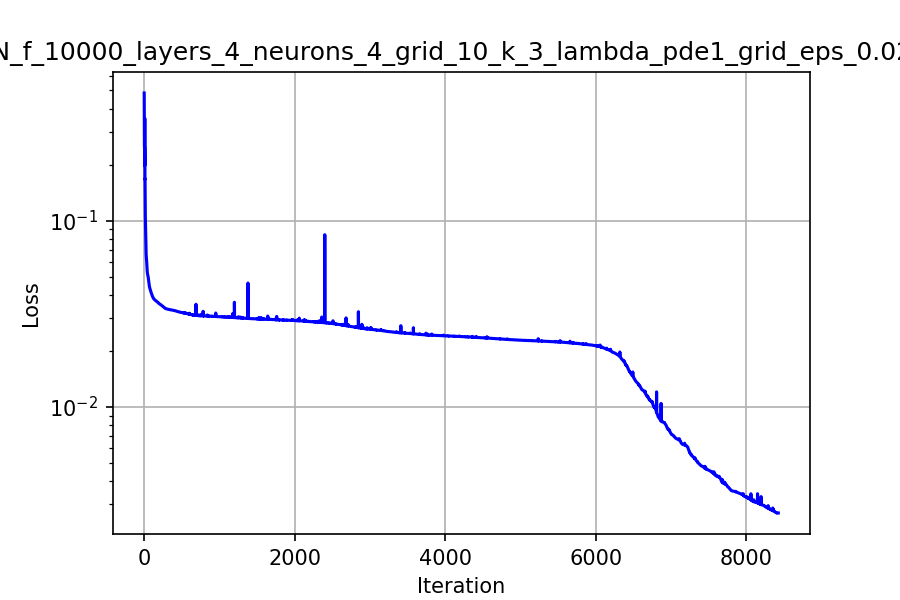 N_f_10000_layers_4_neurons_4_grid_10_k_3_lambda_pde1_grid_eps_0.02
Loss
10⁻¹
10⁻²
0 2000 4000 6000 8000
Iteration